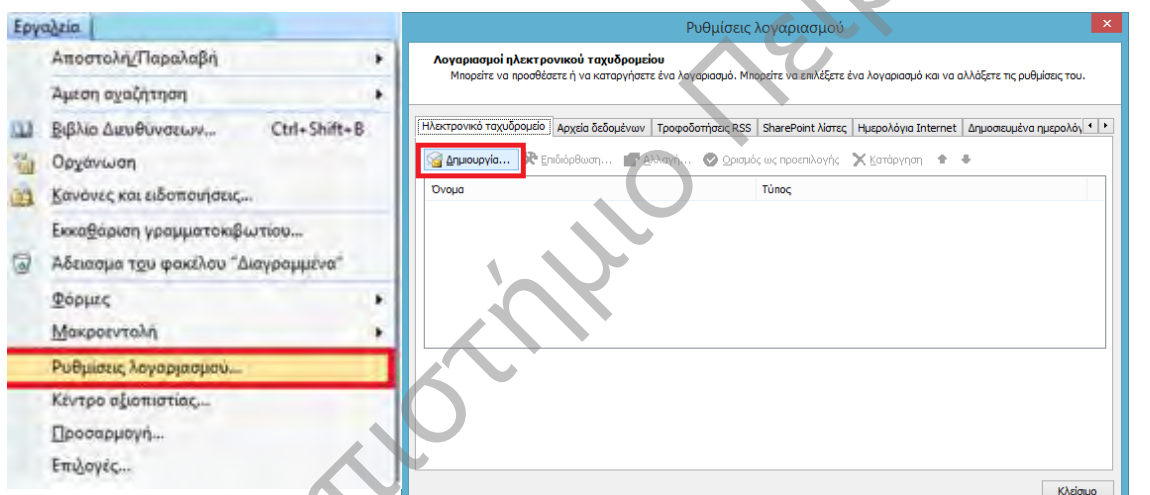 Εργαλεία
Αποστολή/Παραλαβή
Άμεση αναζήτηση
Βιβλίο Διευθύνσεων... Ctrl+Shift+B
Οργάνωση
Κανόνες και ειδοποιήσεις...
Εκκαθάριση γραμματοκιβωτίου...
Άδειασμα του φακέλου "Διαγραμμένα"
Φόρμες
Μακροεντολή
Ρυθμίσεις λογαριασμού...
Κέντρο αξιοπιστίας...
Προσαρμογή...
Επιλογές...
Ρυθμίσεις λογαριασμού
Λογαριασμοί ηλεκτρονικού ταχυδρομείου
Μπορείτε να προσθέσετε ή να καταργήσετε ένα λογαριασμό. Μπορείτε να επιλέξετε ένα λογαριασμό και να αλλάξετε τις ρυθμίσεις του.
Ηλεκτρονικό ταχυδρομείο Αρχεία δεδομένων Τροφοδοτήσεις RSS SharePoint λίστες Ημερολόγια Internet Δημοσιευμένα ημερολόγ
Δημιουργία... Επιδιόρθωση... Αλλαγή... Ορισμός ως προεπιλογής Κατάργηση
Όνομα Τύπος
Κλείσιμο
ιστήμιο Πειρ